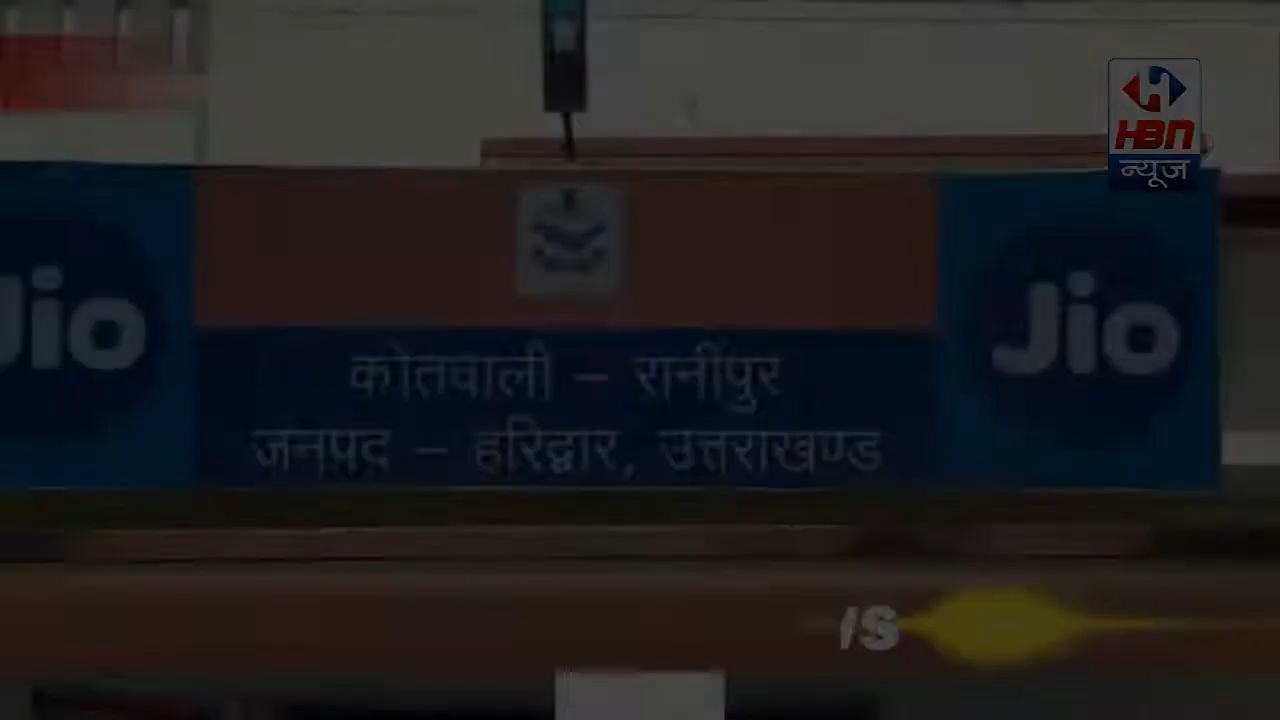 HBN
न्यूज
Jio
Jio
कोतवाली – रानीपुर
जनपद – हरिद्वार, उत्तराखण्ड